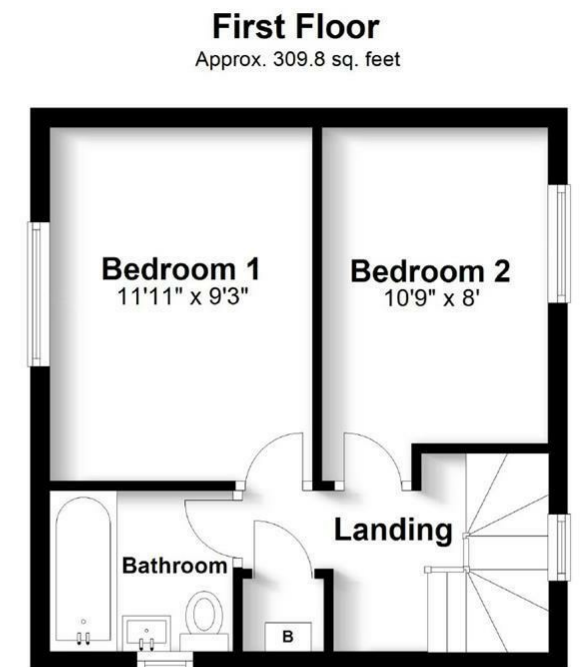 First Floor
Approx. 309.8 sq. feet
Bedroom 1
11'11" x 9'3"
Bedroom 2
10'9" x 8'
Landing
Bathroom
B